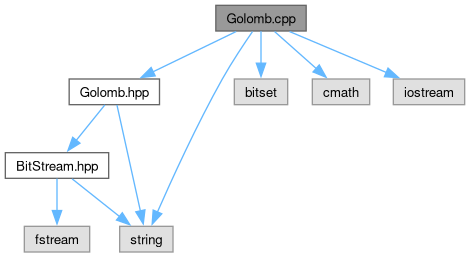 Golomb.cpp
Golomb.hpp
bitset
cmath
iostream
BitStream.hpp
fstream
string